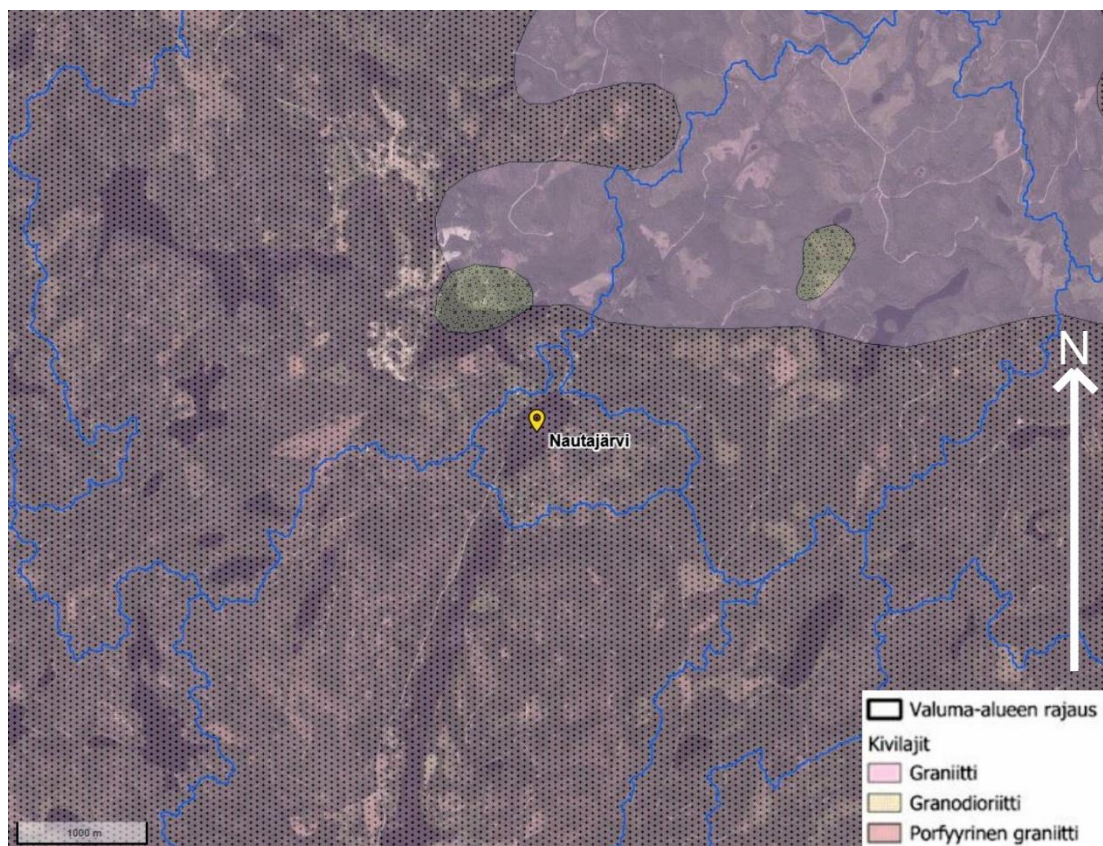 N
Nautajärvi
Valuma-alueen rajaus
Kivilajit
Graniitti
Granodioriitti
Porfyyrinen graniitti
1000 m